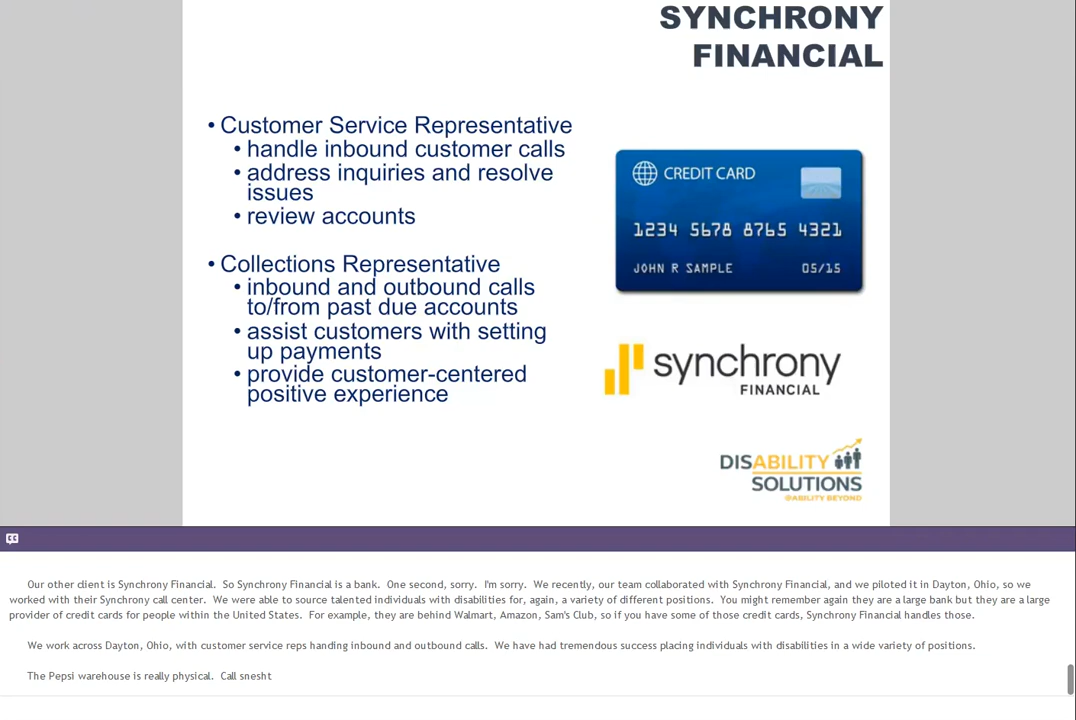 SYNCHRONY
FINANCIAL
• Customer Service Representative
• handle inbound customer calls
• address inquiries and resolve
issues
• review accounts
• Collections Representative
• inbound and outbound calls
to/from past due accounts
• assist customers with setting
up payments
• provide customer-centered
positive experience
CREDIT CARD
1234 5678 8765 4321
JOHN R SAMPLE 05/15
synchrony
FINANCIAL
DISABILITY
SOLUTIONS
@ABILITY BEYOND
CC
Our other client is Synchrony Financial.  So Synchrony Financial is a bank.  One second, sorry.  I'm sorry.  We recently, our team collaborated with Synchrony Financial, and we piloted it in Dayton, Ohio, so we
worked with their Synchrony call center.  We were able to source talented individuals with disabilities for, again, a variety of different positions.  You might remember again they are a large bank but they are a large
provider of credit cards for people within the United States.  For example, they are behind Walmart, Amazon, Sam's Club, so if you have some of those credit cards, Synchrony Financial handles those.
We work across Dayton, Ohio, with customer service reps handing inbound and outbound calls.  We have had tremendous success placing individuals with disabilities in a wide variety of positions.
The Pepsi warehouse is really physical.  Call snesht